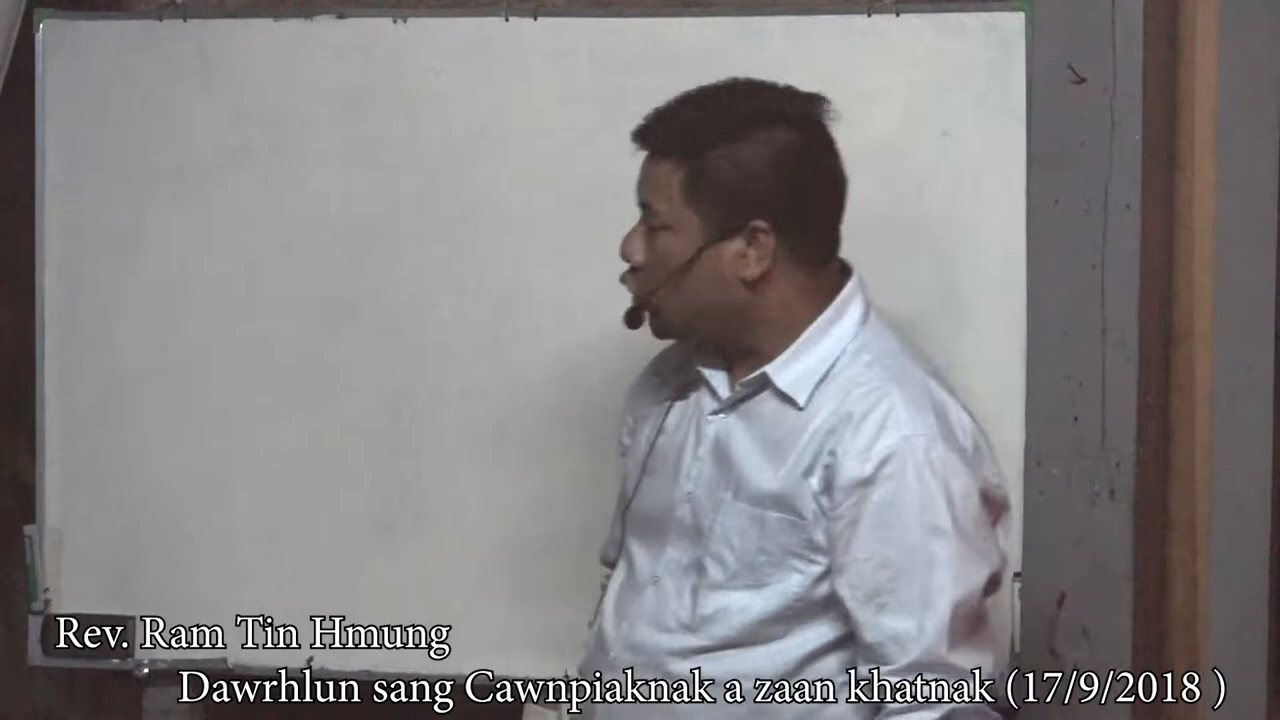 Rev. Ram Tin Hmung
Dawrhlun sang Cawnpiaknak a zaan khatnak (17/9/2018 )